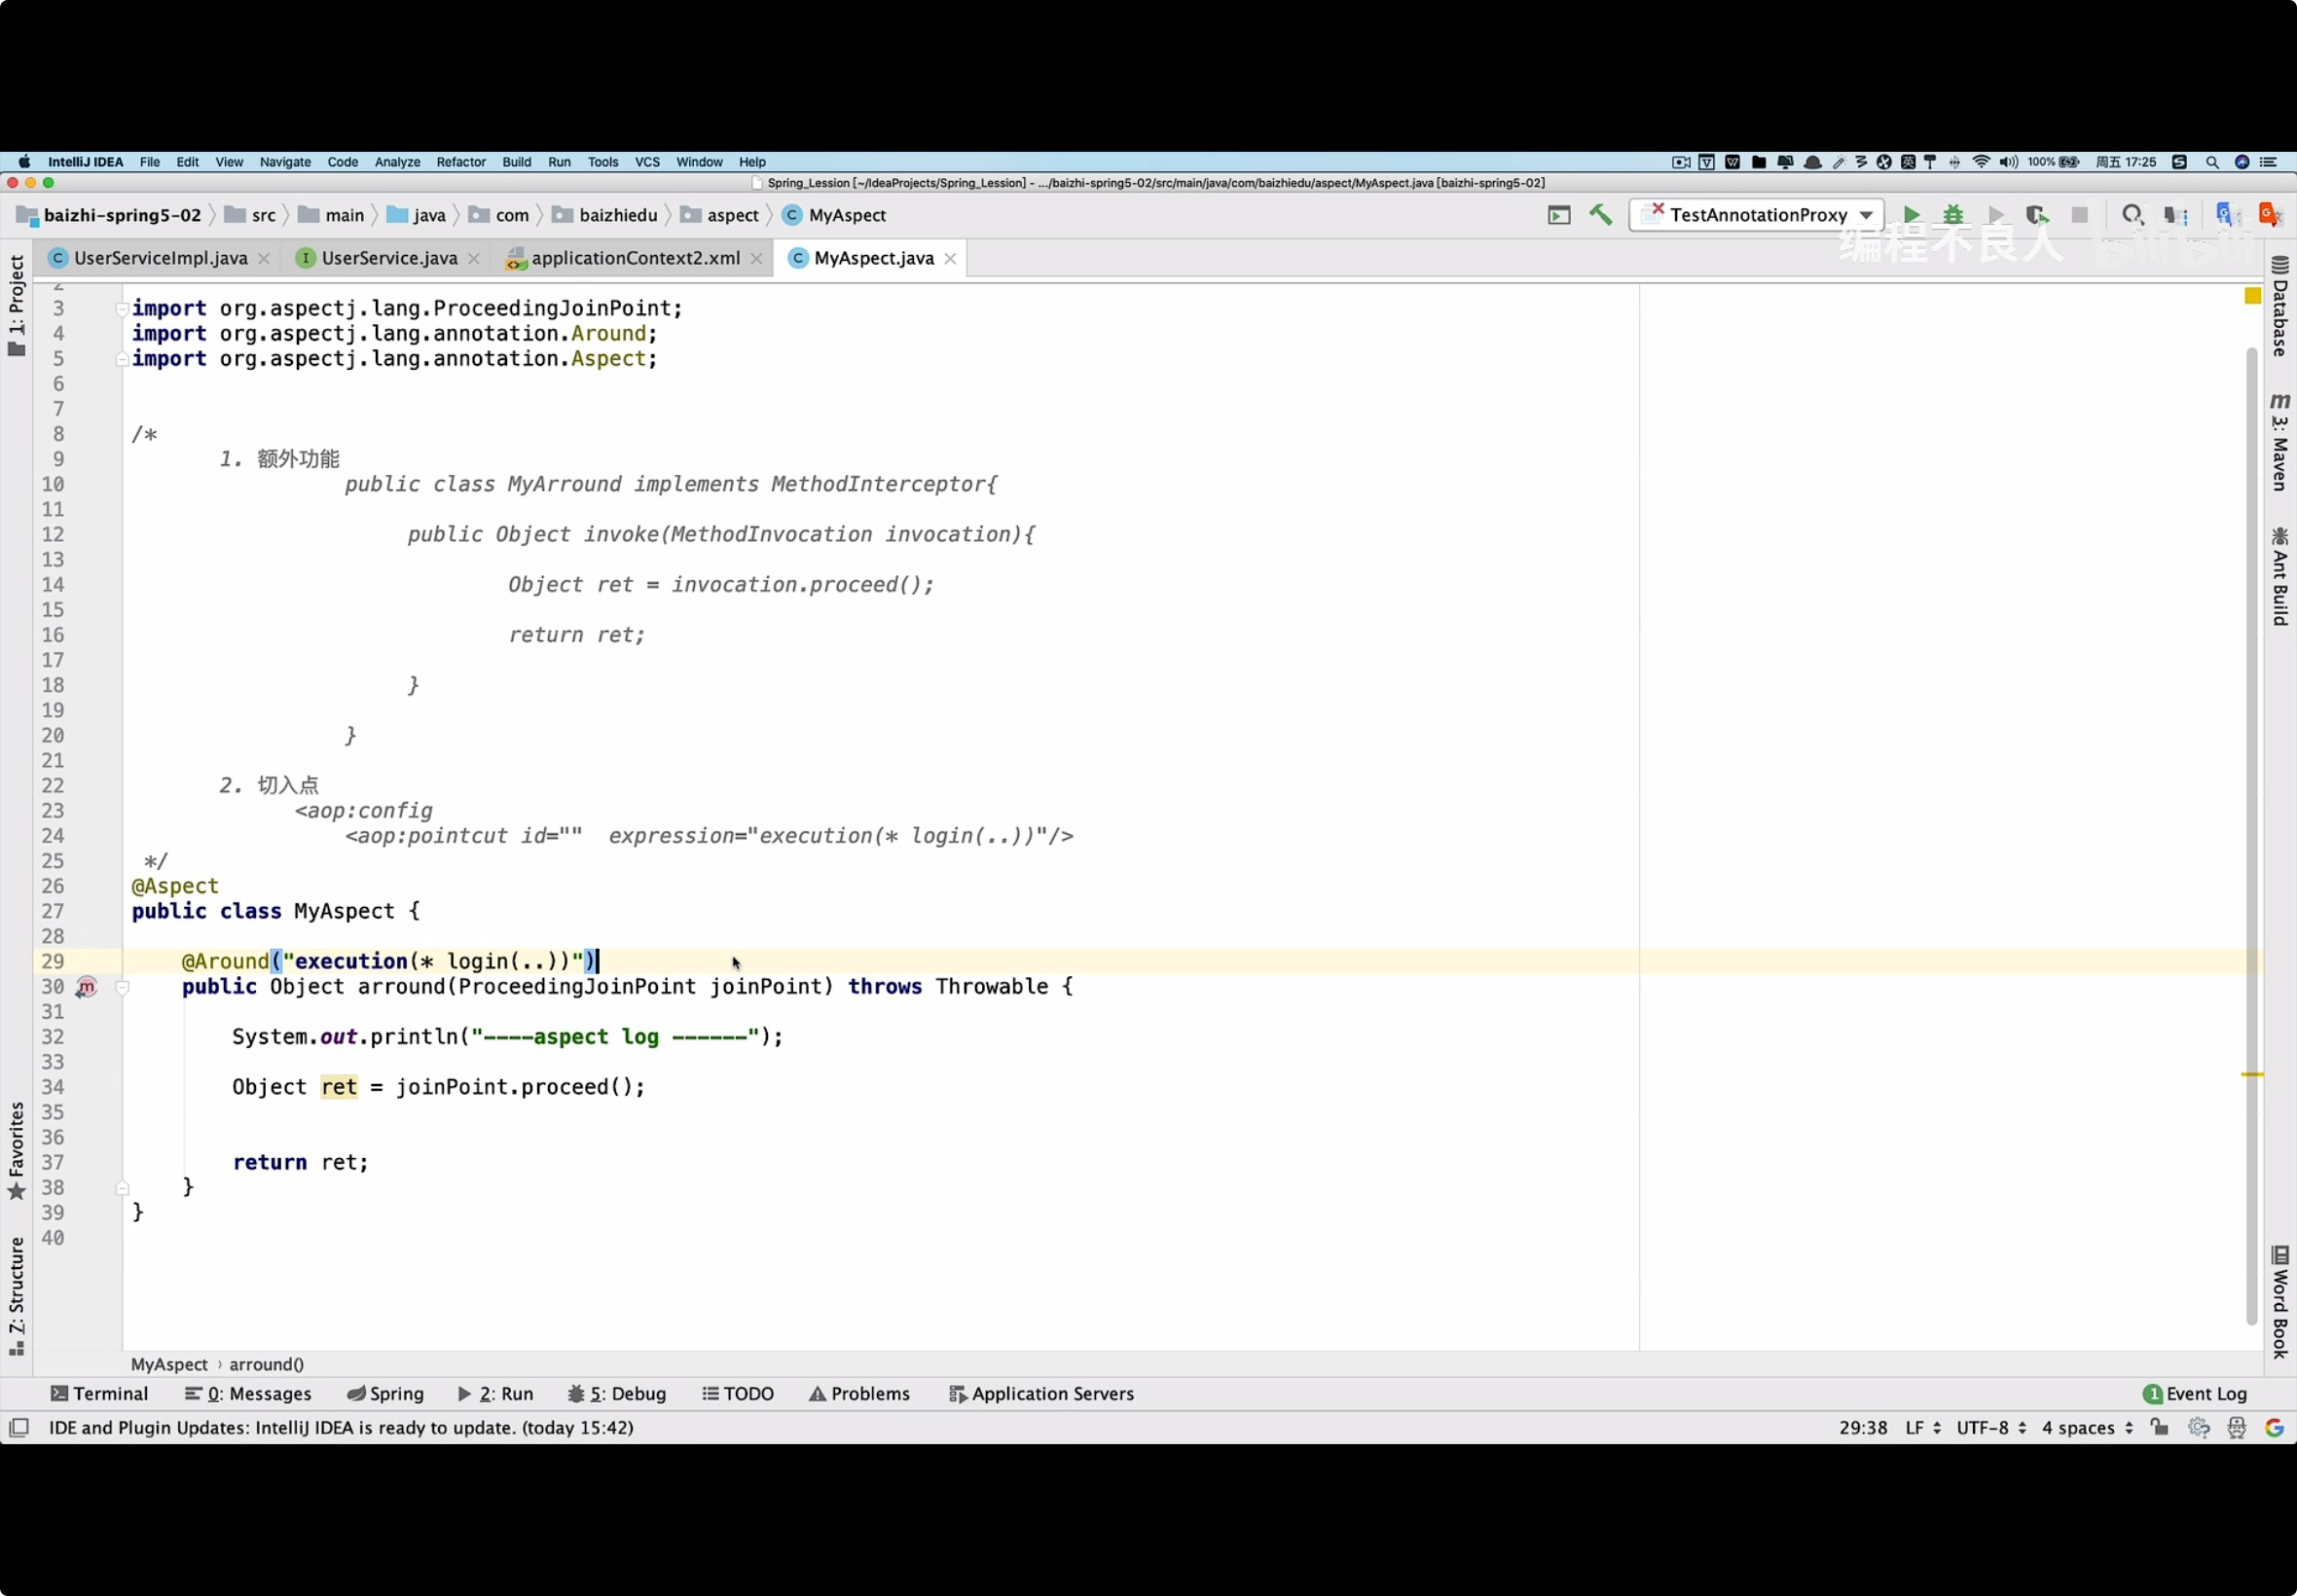 IntelliJ IDEA File Edit View Navigate Code Analyze Refactor Build Run Tools VCS Window Help 100% 周五 17:25
Spring_Lession [~/IdeaProjects/Spring_Lession] - .../baizhi-spring5-02/src/main/java/com/baizhiedu/aspect/MyAspect.java [baizhi-spring5-02]
baizhi-spring5-02 src main java com baizhiedu aspect MyAspect TestAnnotationProxy
编程不良人 bilibili
UserServiceImpl.java UserService.java applicationContext2.xml MyAspect.java
1: Project
Favorites
Z: Structure
2
3 import org.aspectj.lang.ProceedingJoinPoint;
4 import org.aspectj.lang.annotation.Around;
5 import org.aspectj.lang.annotation.Aspect;
6
7
8 /*
9 1. 额外功能
10 public class MyArround implements MethodInterceptor{
11
12 public Object invoke(MethodInvocation invocation){
13
14 Object ret = invocation.proceed();
15
16 return ret;
17
18 }
19
20 }
21
22 2. 切入点
23 <aop:config
24 <aop:pointcut id="" expression="execution(* login(..))"/>
25 */
26 @Aspect
27 public class MyAspect {
28
29 @Around("execution(* login(..))")
30 public Object arround(ProceedingJoinPoint joinPoint) throws Throwable {
31
32 System.out.println("----aspect log ------");
33
34 Object ret = joinPoint.proceed();
35
36
37 return ret;
38 }
39 }
40
Database
m 3: Maven
Ant Build
Word Book
MyAspect › arround()
Terminal 0: Messages Spring 2: Run 5: Debug TODO Problems Application Servers 1 Event Log
IDE and Plugin Updates: IntelliJ IDEA is ready to update. (today 15:42) 29:38 LF UTF-8 4 spaces